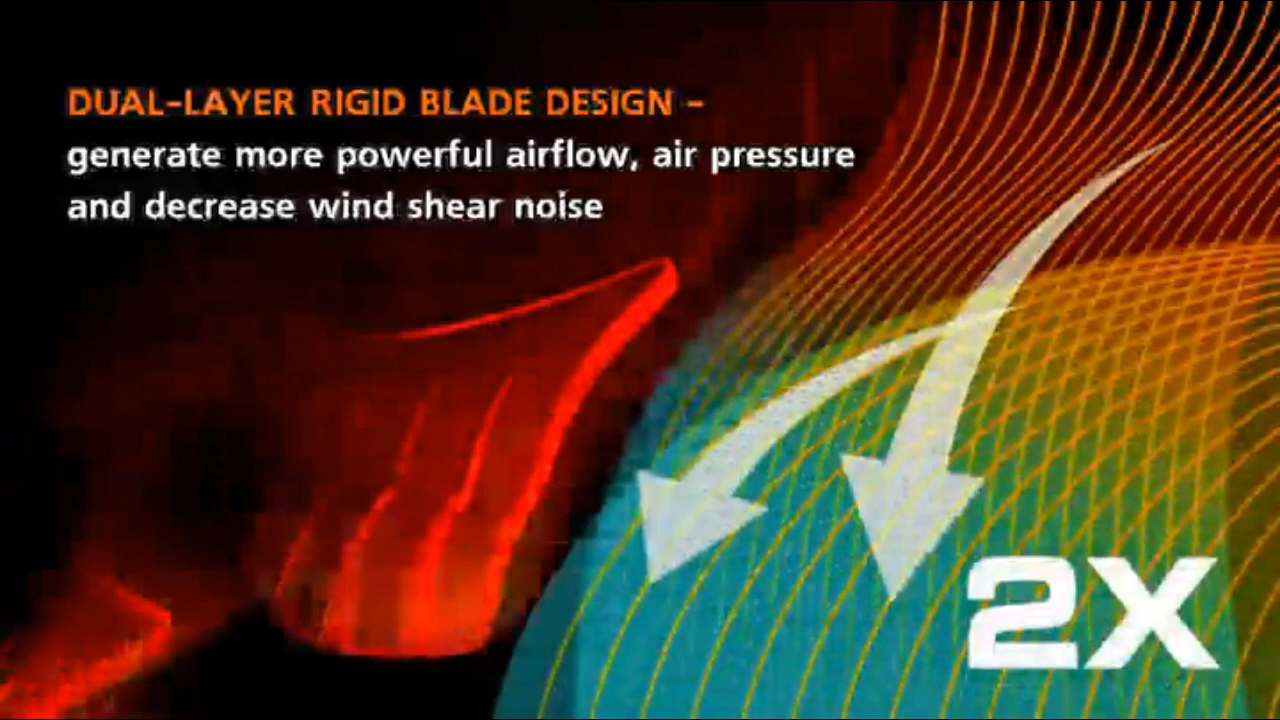 DUAL-LAYER RIGID BLADE DESIGN -
generate more powerful airflow, air pressure
and decrease wind shear noise
2X